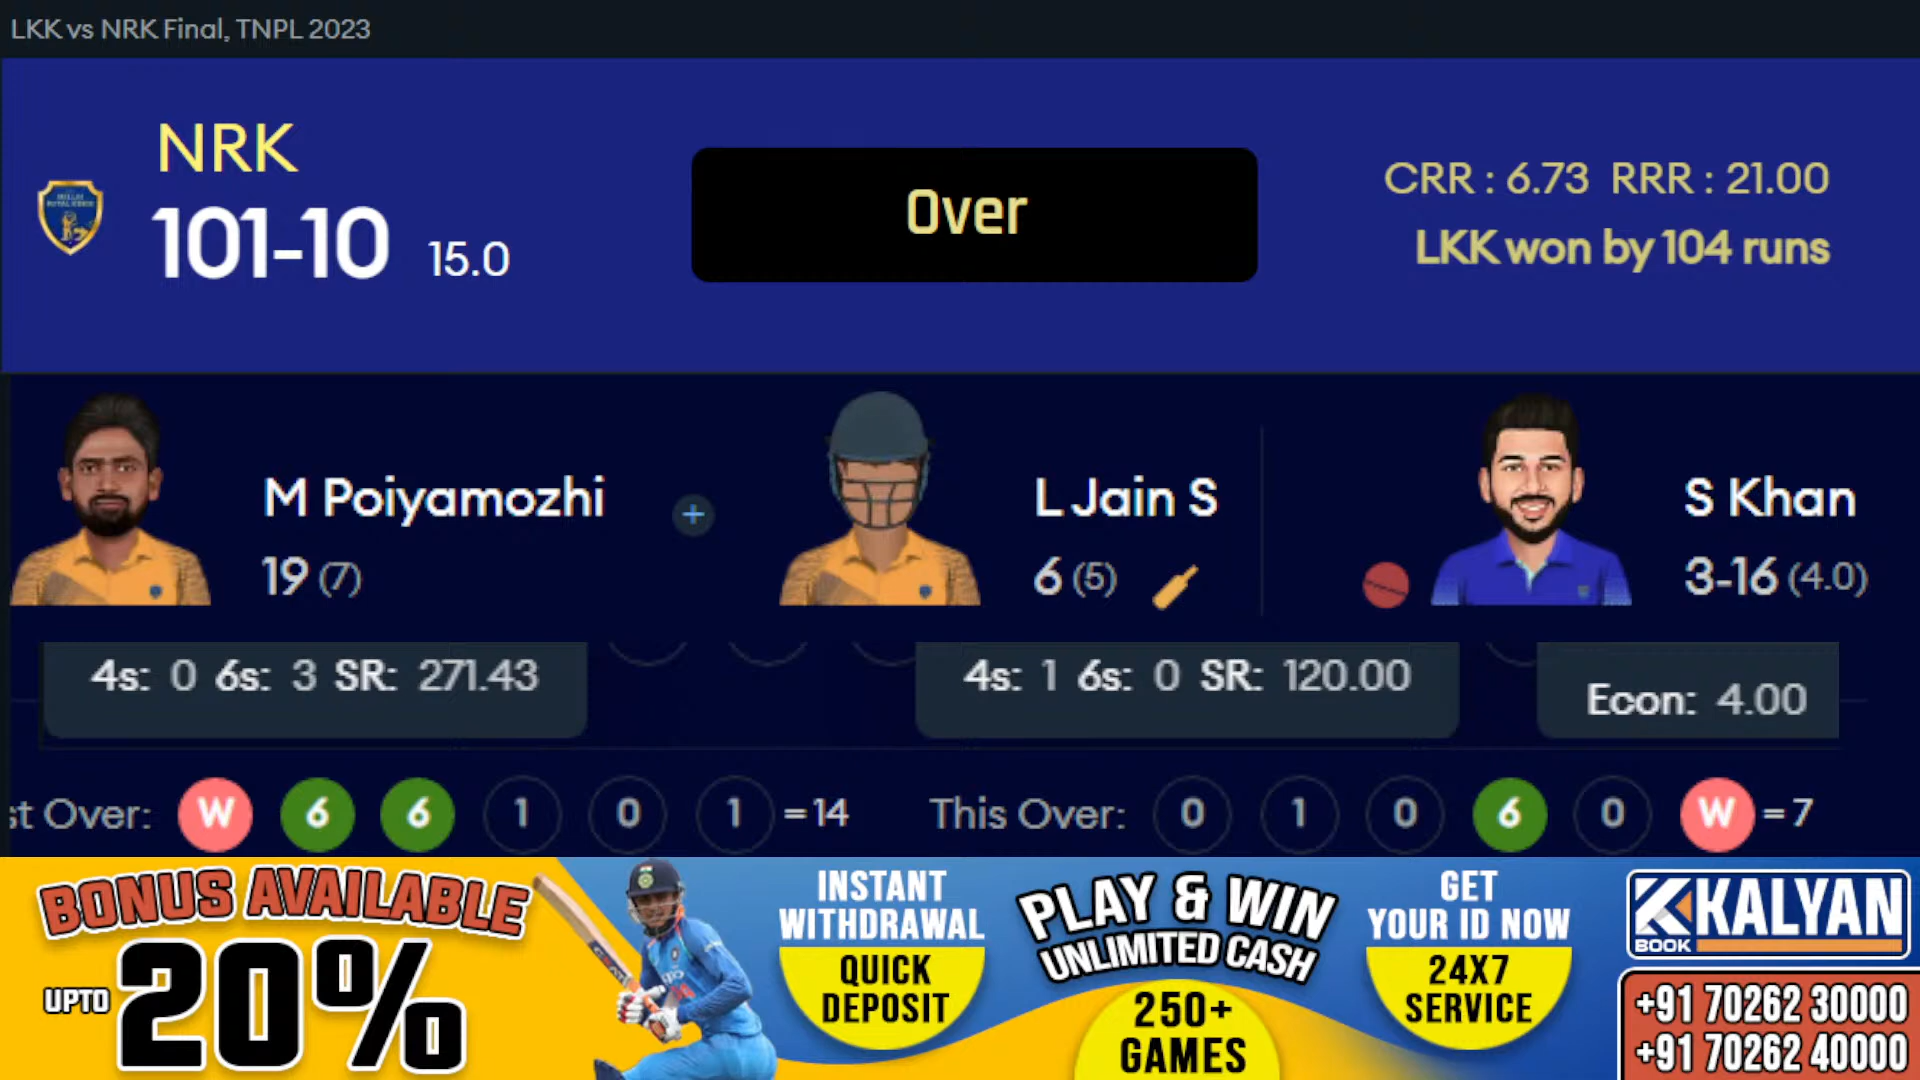 LKK vs NRK Final, TNPL 2023
NRK
101-10 15.0
Over
CRR : 6.73 RRR : 21.00
LKK won by 104 runs
M Poiyamozhi
19 (7)
+
L Jain S
6 (5)
S Khan
3-16 (4.0)
4s: 0 6s: 3 SR: 271.43
4s: 1 6s: 0 SR: 120.00
Econ: 4.00
st Over: W 6 6 1 0 1 = 14
This Over: 0 1 0 6 0 W = 7
BONUS AVAILABLE
UPTO 20%
INSTANT
WITHDRAWAL
QUICK
DEPOSIT
PLAY & WIN
UNLIMITED CASH
250+
GAMES
GET
YOUR ID NOW
24X7
SERVICE
KALYAN
BOOK
+91 70262 30000
+91 70262 40000